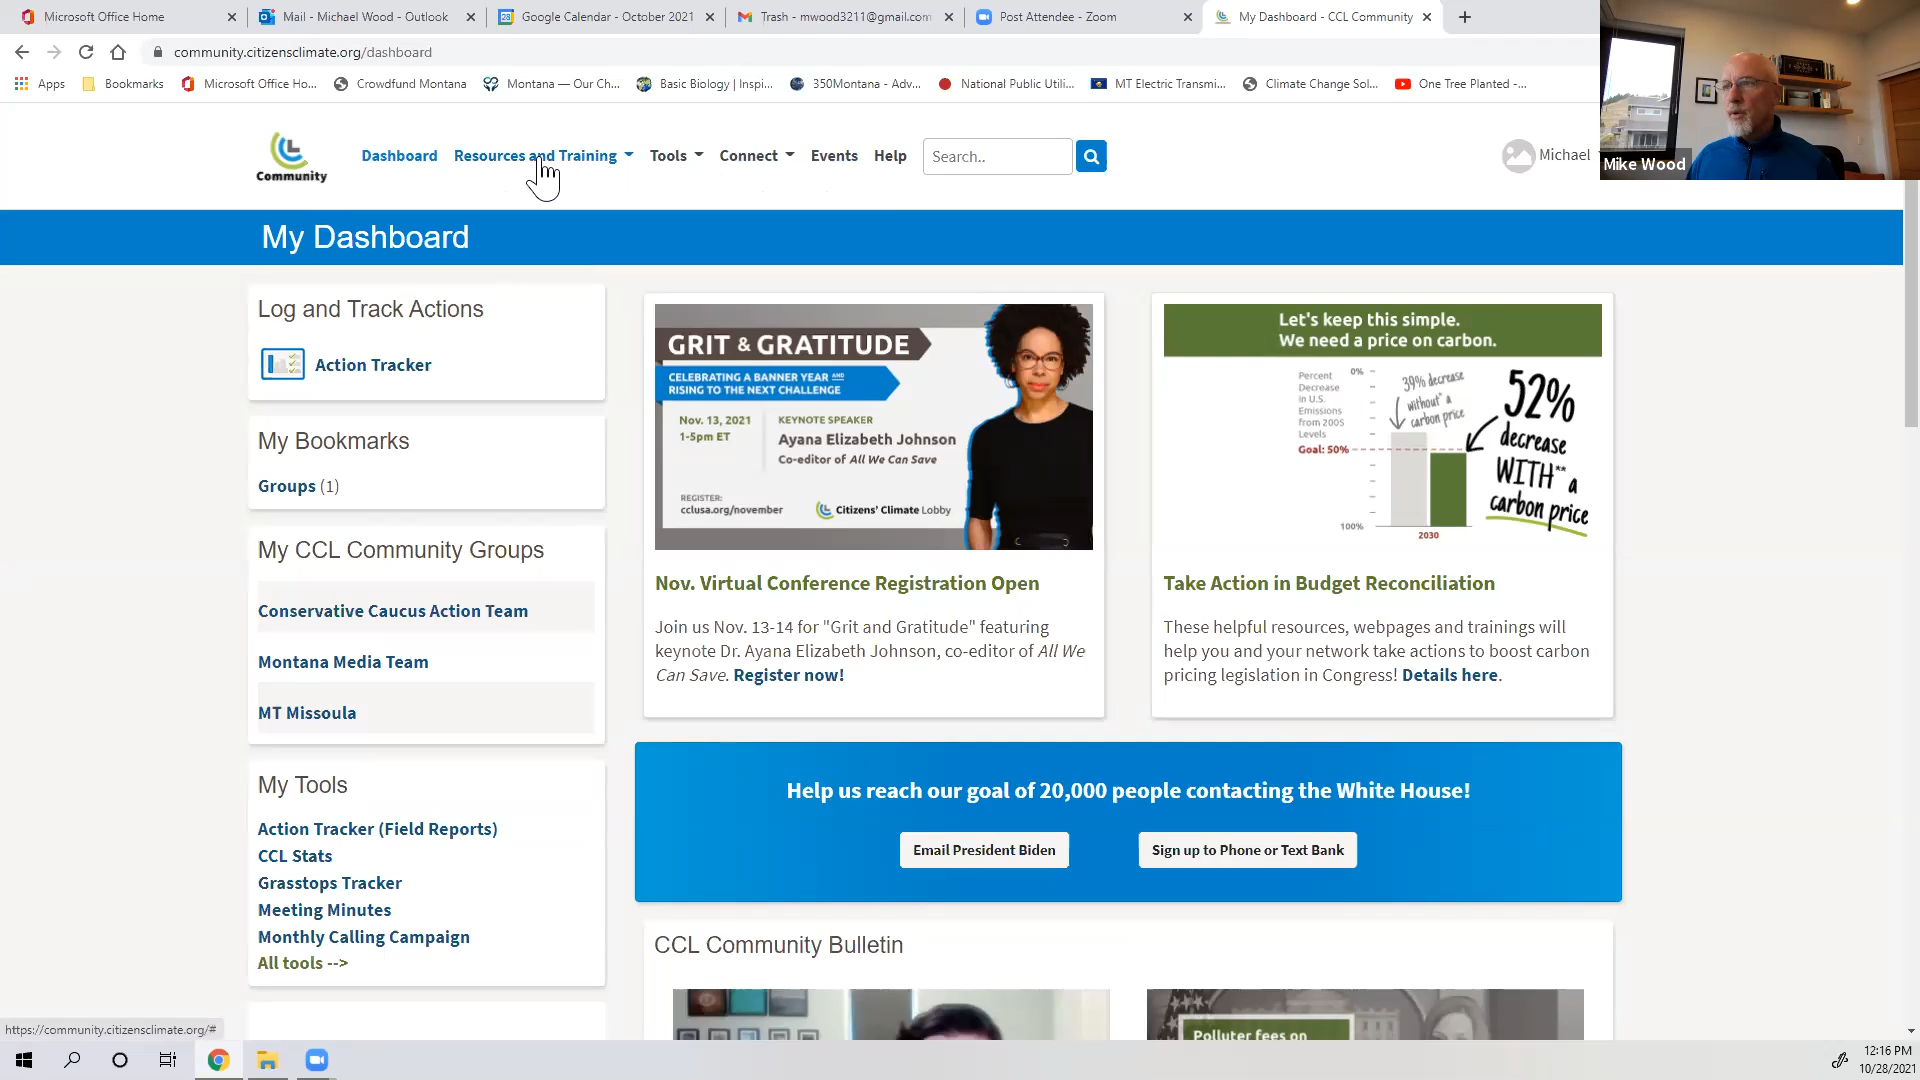 Microsoft Office Home
Mail - Michael Wood - Outlook
Google Calendar - October 2021
Trash - mwood3211@gmail.com
Post Attendee - Zoom
My Dashboard - CCL Community
community.citizensclimate.org/dashboard
Apps
Bookmarks
Microsoft Office Ho...
Crowdfund Montana
Montana — Our Ch...
Basic Biology | Inspi...
350Montana - Adv...
National Public Utili...
MT Electric Transmi...
Climate Change Sol...
One Tree Planted -...
Community
Dashboard
Resources and Training
Tools
Connect
Events
Help
Search..
Michael
Mike Wood
My Dashboard
Log and Track Actions
Action Tracker
My Bookmarks
Groups (1)
My CCL Community Groups
Conservative Caucus Action Team
Montana Media Team
MT Missoula
My Tools
Action Tracker (Field Reports)
CCL Stats
Grasstops Tracker
Meeting Minutes
Monthly Calling Campaign
All tools -->
GRIT & GRATITUDE
CELEBRATING A BANNER YEAR AND
RISING TO THE NEXT CHALLENGE
Nov. 13, 2021
1-5pm ET
KEYNOTE SPEAKER
Ayana Elizabeth Johnson
Co-editor of All We Can Save
REGISTER:
cclusa.org/november
Citizens' Climate Lobby
Nov. Virtual Conference Registration Open
Join us Nov. 13-14 for "Grit and Gratitude" featuring
keynote Dr. Ayana Elizabeth Johnson, co-editor of All We
Can Save. Register now!
Let's keep this simple.
We need a price on carbon.
Percent
Decrease
in U.S.
Emissions
from 2005
Levels
Goal: 50%
0%
100%
2030
39% decrease
without* a
carbon price
52%
decrease
WITH** a
carbon price
Take Action in Budget Reconciliation
These helpful resources, webpages and trainings will
help you and your network take actions to boost carbon
pricing legislation in Congress! Details here.
Help us reach our goal of 20,000 people contacting the White House!
Email President Biden
Sign up to Phone or Text Bank
CCL Community Bulletin
Polluter fees on
https://community.citizensclimate.org/#
12:16 PM
10/28/2021